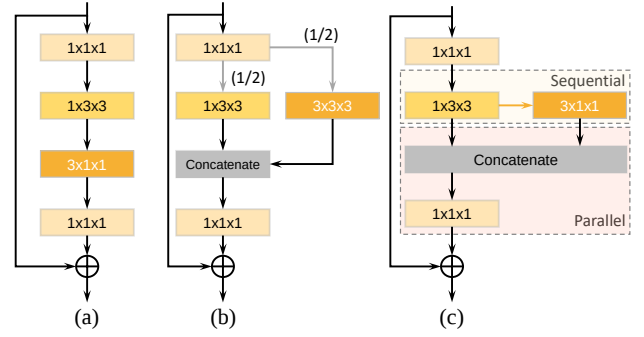 1x1x1
1x3x3
3x1x1
1x1x1
(a)
1x1x1
(1/2)
(1/2)
1x3x3
3x3x3
Concatenate
1x1x1
(b)
1x1x1
Sequential
1x3x3
3x1x1
Concatenate
1x1x1
Parallel
(c)